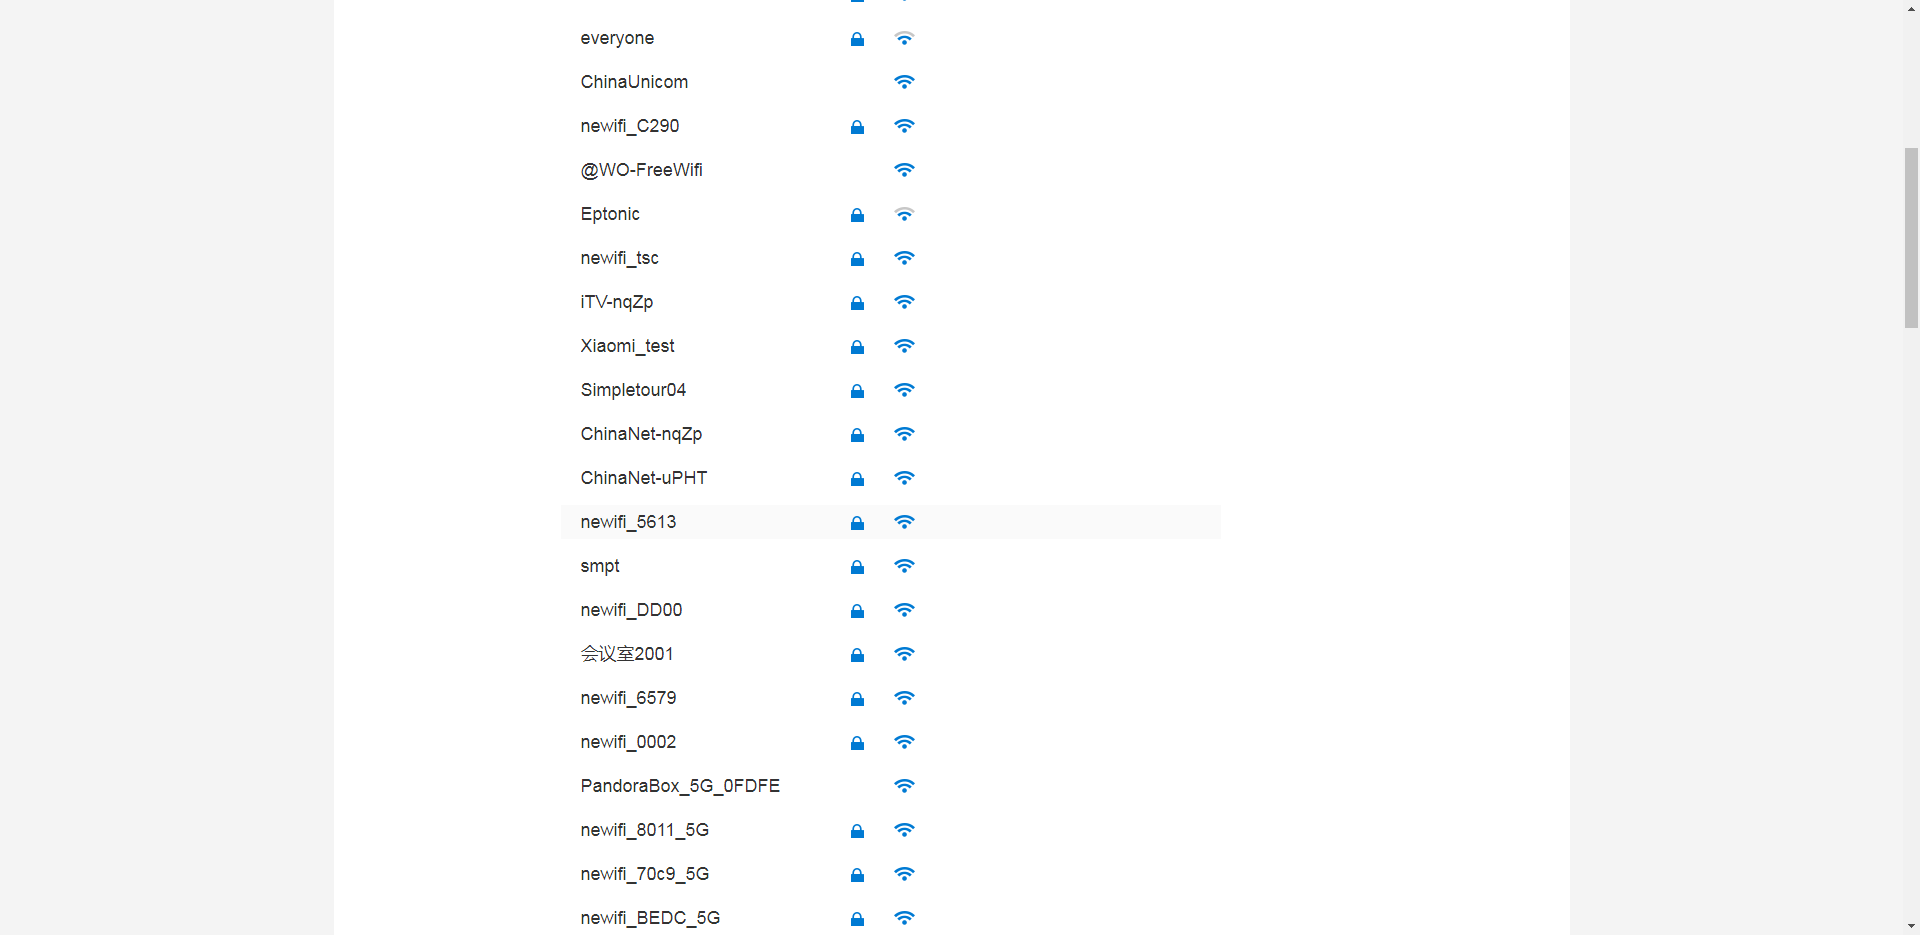 everyone
ChinaUnicom
newifi_C290
@WO-FreeWifi
Eptonic
newifi_tsc
iTV-nqZp
Xiaomi_test
Simpletour04
ChinaNet-nqZp
ChinaNet-uPHT
newifi_5613
smpt
newifi_DD00
会议室2001
newifi_6579
newifi_0002
PandoraBox_5G_0FDFE
newifi_8011_5G
newifi_70c9_5G
newifi_BEDC_5G